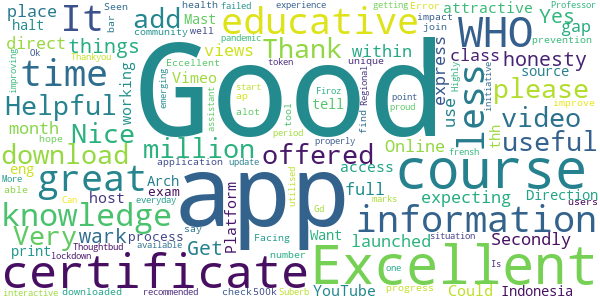 place halt It add educative WHO Yes gap
Seen bar Ok community failed health experience
Mast direct things views Thank within express attractive honesty
Error getting pandemic impact join class Professor prevention
time Good less source
Thankyou well Eccellent working Vimeo
emerging token unique Regional Firoz tell find point proud Highly initiative
Helpful month Nice please use video useful
improving assistant start ap tool alot hope
download million offered Online thh improve
great app course
application update period properly frensh users
eng More able Arch exam access full expecting Direction
knowledge host information
Very wark process Get Platform Want launched Secondly
Can everyday utilised Gd marks Facing situation
print available say number Could Is
certificate Excellent
Thoughtbud lockdown one
interactive downloaded recommended check500k Suberb YouTube progress Indonesia